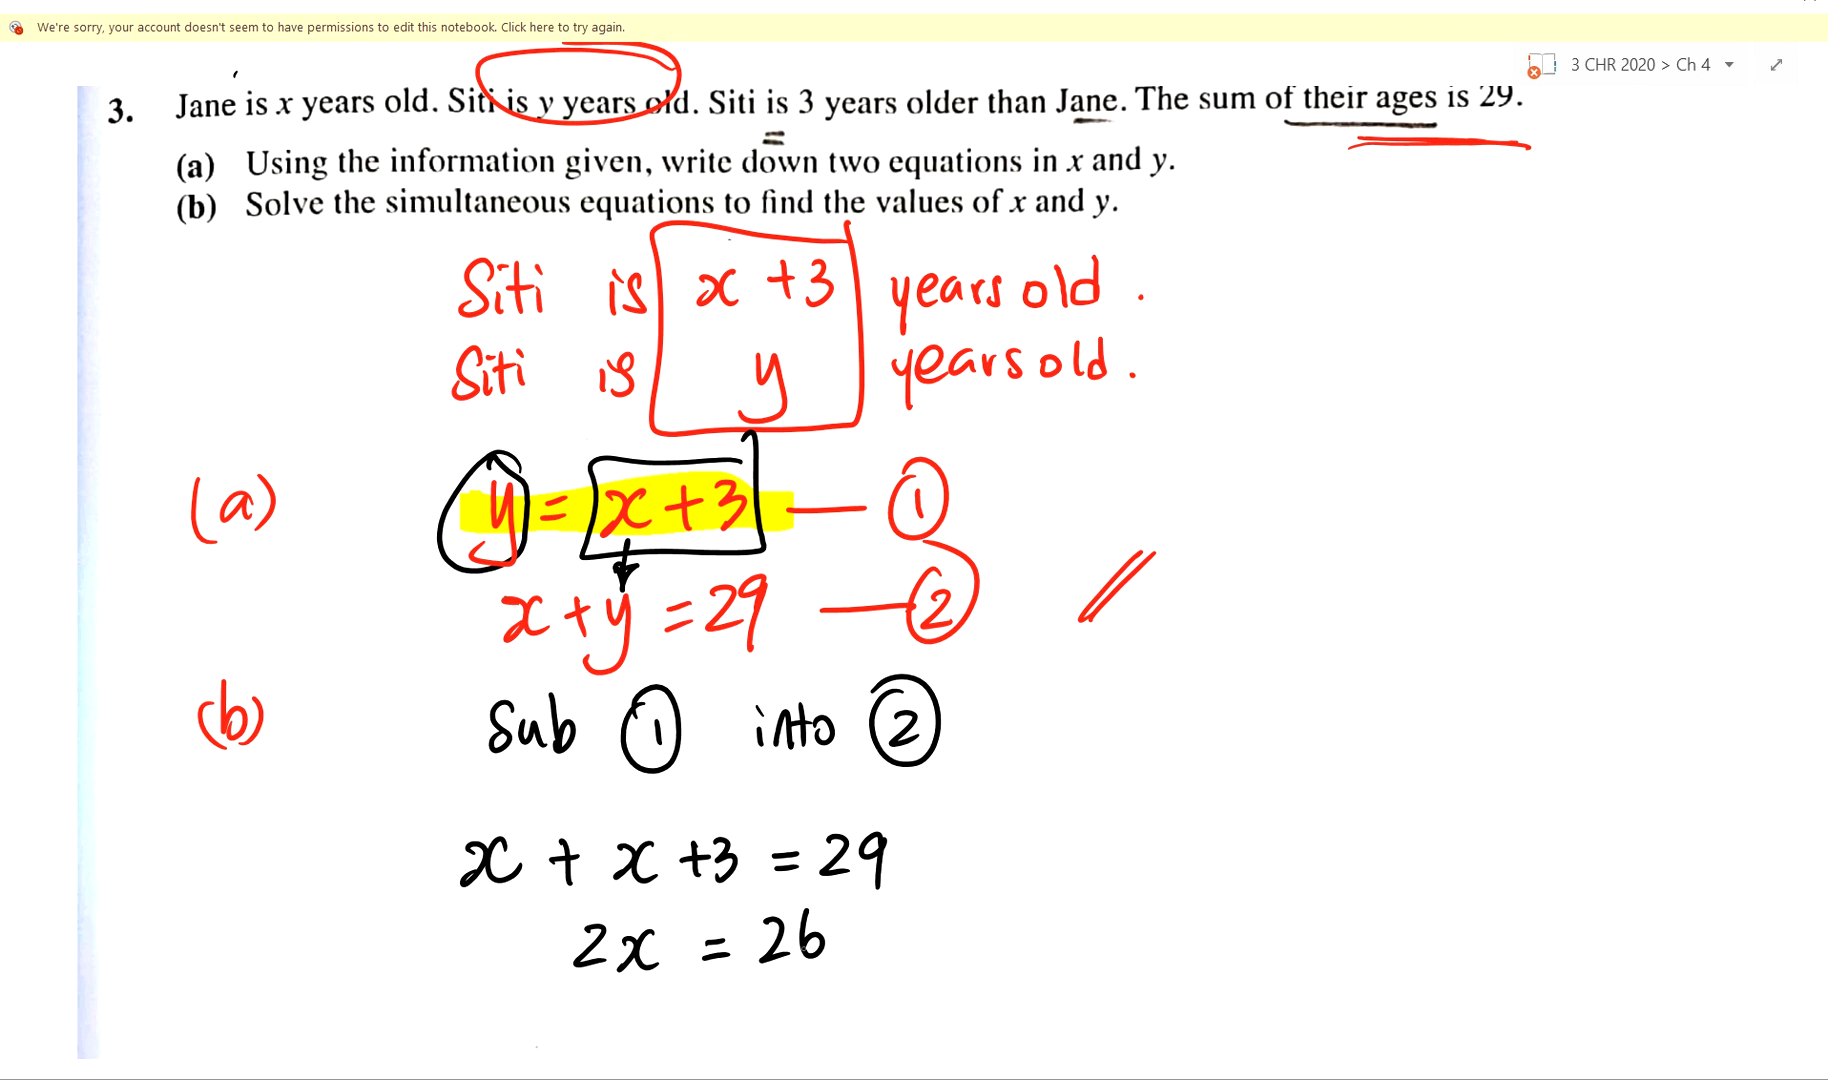 We're sorry, your account doesn't seem to have permissions to edit this notebook. Click here to try again.
3 CHR 2020 > Ch 4
3. Jane is x years old. Siti is y years old. Siti is 3 years older than Jane. The sum of their ages is 29.
(a) Using the information given, write down two equations in x and y.
(b) Solve the simultaneous equations to find the values of x and y.
Siti is x + 3 years old.
Siti is y years old.
(a) y = x + 3 — ①
x + y = 29 — ②
(b) Sub ① into ②
x + x + 3 = 29
2x = 26